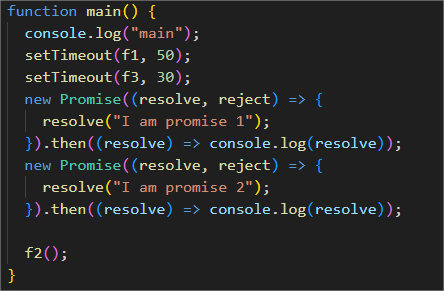 function main() {
  console.log("main");
  setTimeout(f1, 50);
  setTimeout(f3, 30);
  new Promise((resolve, reject) => {
    resolve("I am promise 1");
  }).then((resolve) => console.log(resolve));
  new Promise((resolve, reject) => {
    resolve("I am promise 2");
  }).then((resolve) => console.log(resolve));

  f2();
}